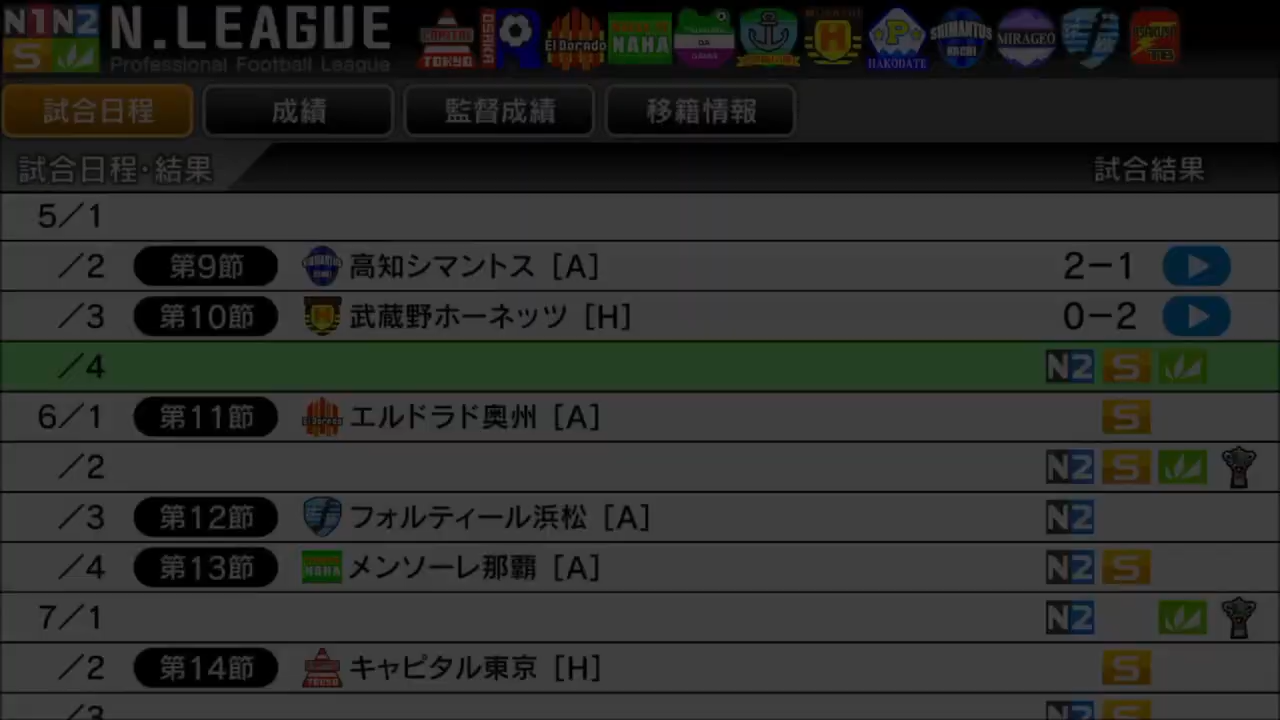 N1 N2 S
N.LEAGUE
Professional Football League
CAPITAL TOKYO OSAKA El Dorado NAHA H P HAKODATE SHIMANTUS KOCHI MIRAGEO
試合日程 成績 監督成績 移籍情報
試合日程・結果 試合結果
5/1
/2 第9節 高知シマントス [A] 2-1
/3 第10節 武蔵野ホーネッツ [H] 0-2
/4 N2 S
6/1 第11節 エルドラド奥州 [A] S
/2 N2 S
/3 第12節 フォルティール浜松 [A] N2
/4 第13節 メンソーレ那覇 [A] N2 S
7/1 N2
/2 第14節 キャピタル東京 [H] S
/3 N2 S